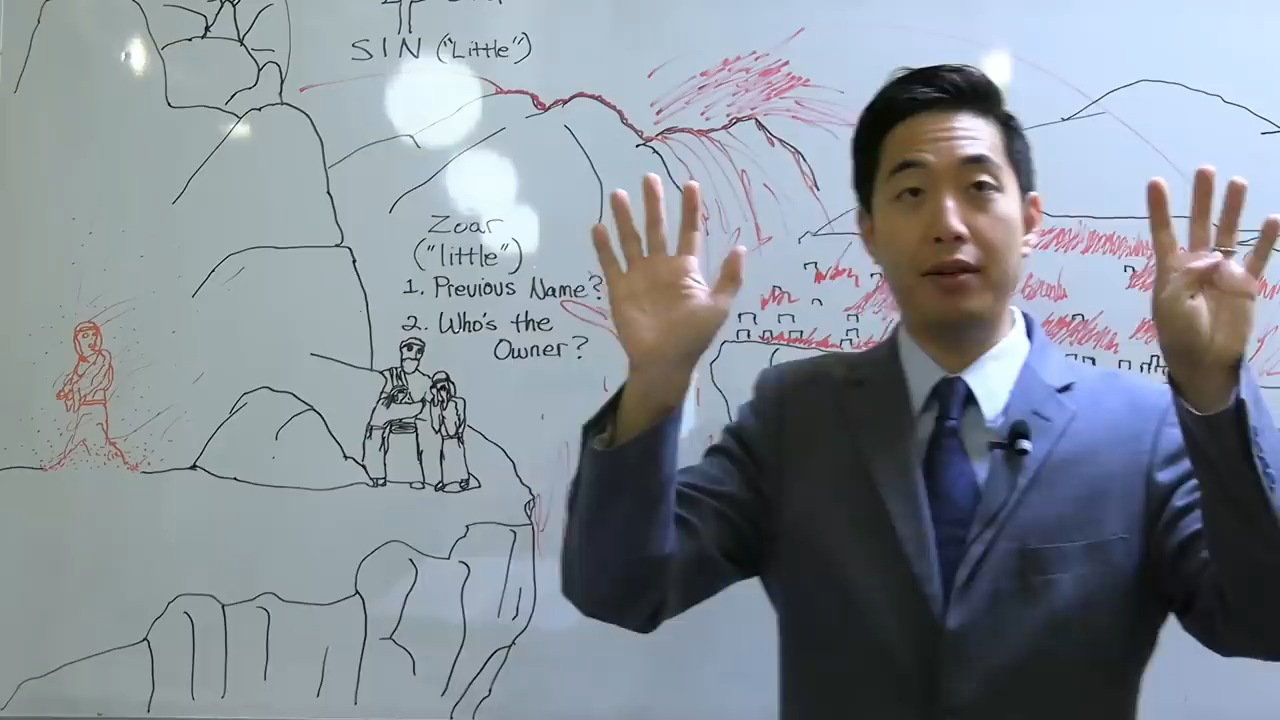 SIN ("Little")
Zoar
("little")
1. Previous Name?
2. Who's the
Owner?